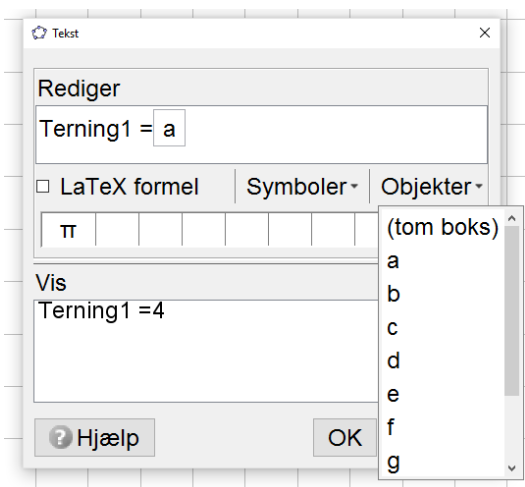 Tekst
Rediger
Terning1 = a
LaTeX formel Symboler Objekter
π
(tom boks)
a
b
c
d
e
f
g
Vis
Terning1 =4
Hjælp OK